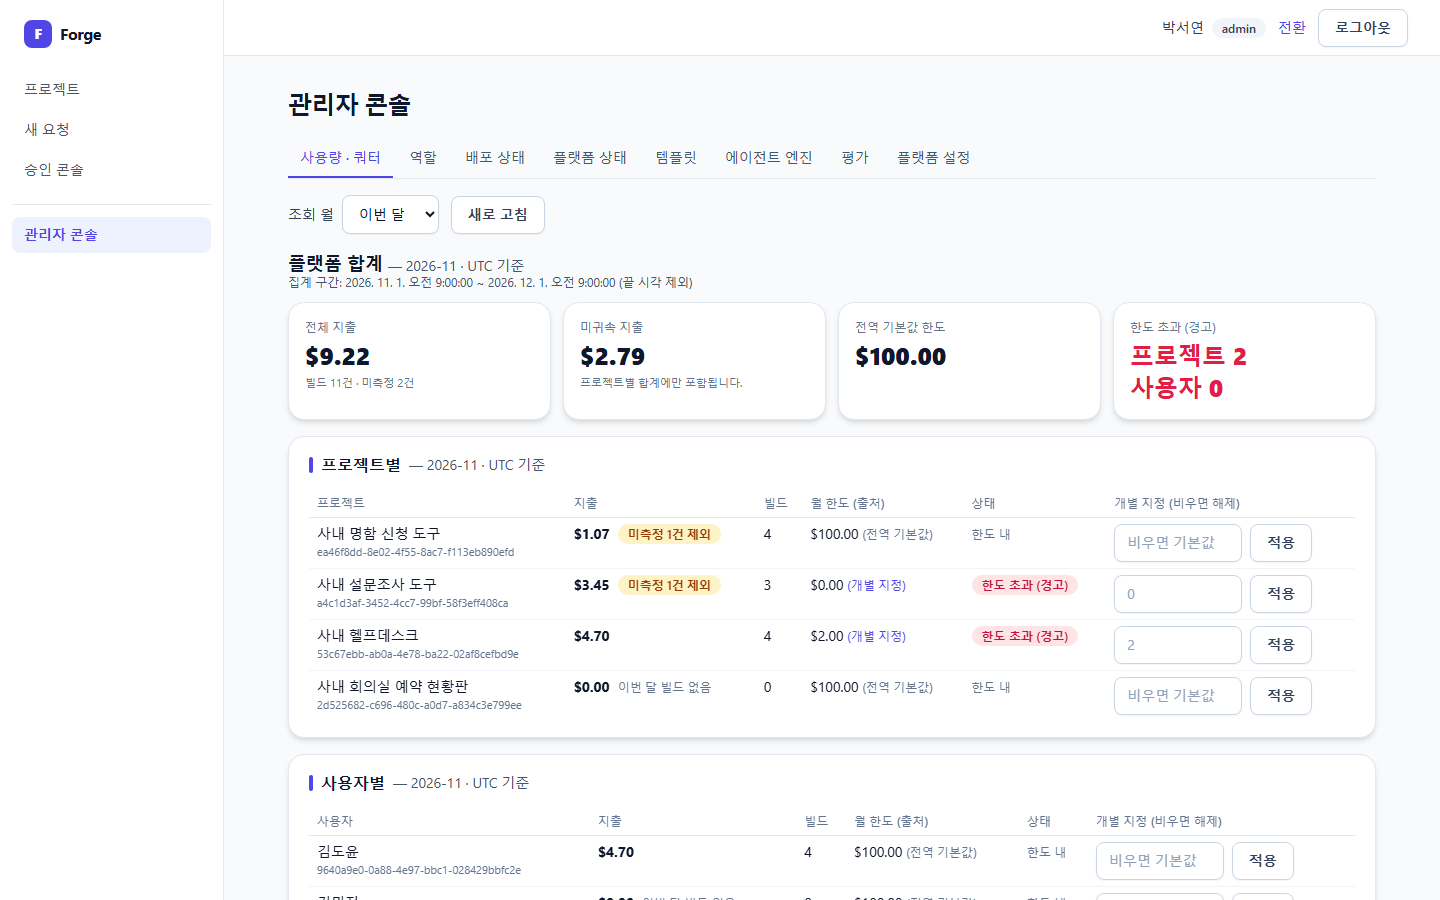 F Forge
박서연 admin 전환 로그아웃
프로젝트
새 요청
승인 콘솔
관리자 콘솔
관리자 콘솔
사용량 · 쿼터 역할 배포 상태 플랫폼 상태 템플릿 에이전트 엔진 평가 플랫폼 설정
조회 월 이번 달 새로 고침
플랫폼 합계 — 2026-11 · UTC 기준
집계 구간: 2026. 11. 1. 오전 9:00:00 ~ 2026. 12. 1. 오전 9:00:00 (끝 시각 제외)
전체 지출
$9.22
빌드 11건 · 미측정 2건
미귀속 지출
$2.79
프로젝트별 합계에만 포함됩니다.
전역 기본값 한도
$100.00
한도 초과 (경고)
프로젝트 2
사용자 0
프로젝트별 — 2026-11 · UTC 기준
프로젝트 지출 빌드 월 한도 (출처) 상태 개별 지정 (비우면 해제)
사내 명함 신청 도구 $1.07 미측정 1건 제외 4 $100.00 (전역 기본값) 한도 내 비우면 기본값 적용
ea46f8dd-8e02-4f55-8ac7-f113eb890efd
사내 설문조사 도구 $3.45 미측정 1건 제외 3 $0.00 (개별 지정) 한도 초과 (경고) 0 적용
a4c1d3af-3452-4cc7-99bf-58f3eff408ca
사내 헬프데스크 $4.70 4 $2.00 (개별 지정) 한도 초과 (경고) 2 적용
53c67ebb-ab0a-4e78-ba22-02af8cefbd9e
사내 회의실 예약 현황판 $0.00 이번 달 빌드 없음 0 $100.00 (전역 기본값) 한도 내 비우면 기본값 적용
2d525682-c696-480c-a0d7-a834c3e799ee
사용자별 — 2026-11 · UTC 기준
사용자 지출 빌드 월 한도 (출처) 상태 개별 지정 (비우면 해제)
김도윤 $4.70 4 $100.00 (전역 기본값) 한도 내 비우면 기본값 적용
9640a9e0-0a88-4e97-bbc1-028429bbfc2e